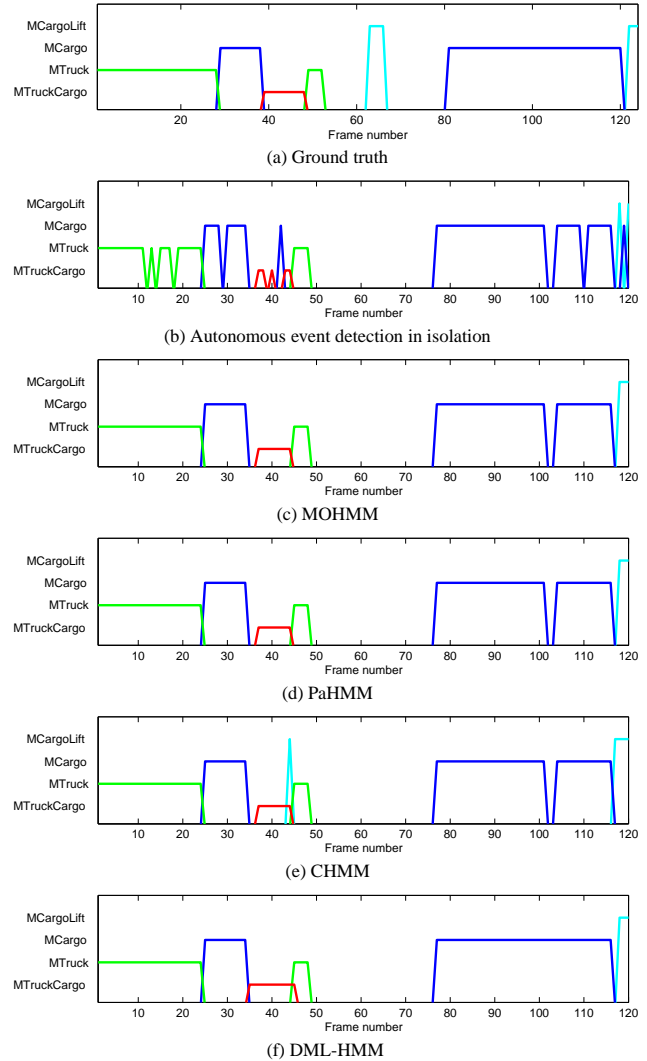 MCargoLift
MCargo
MTruck
MTruckCargo
20 40 60 80 100 120
Frame number
(a) Ground truth
MCargoLift
MCargo
MTruck
MTruckCargo
10 20 30 40 50 60 70 80 90 100 110 120
Frame number
(b) Autonomous event detection in isolation
MCargoLift
MCargo
MTruck
MTruckCargo
10 20 30 40 50 60 70 80 90 100 110 120
Frame number
(c) MOHMM
MCargoLift
MCargo
MTruck
MTruckCargo
10 20 30 40 50 60 70 80 90 100 110 120
Frame number
(d) PaHMM
MCargoLift
MCargo
MTruck
MTruckCargo
10 20 30 40 50 60 70 80 90 100 110 120
Frame number
(e) CHMM
MCargoLift
MCargo
MTruck
MTruckCargo
10 20 30 40 50 60 70 80 90 100 110 120
Frame number
(f) DML-HMM